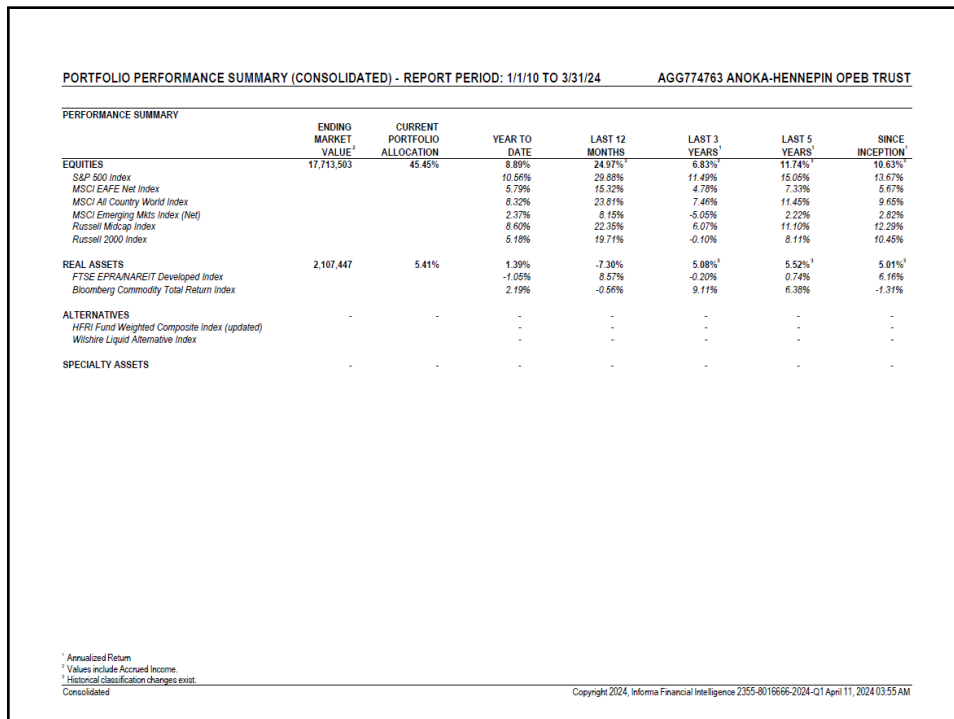 PORTFOLIO PERFORMANCE SUMMARY (CONSOLIDATED) - REPORT PERIOD: 1/1/10 TO 3/31/24 AGG774763 ANOKA-HENNEPIN OPEB TRUST
PERFORMANCE SUMMARY
ENDING MARKET VALUE² CURRENT PORTFOLIO ALLOCATION YEAR TO DATE LAST 12 MONTHS LAST 3 YEARS¹ LAST 5 YEARS¹ SINCE INCEPTION¹
EQUITIES 17,713,503 45.45% 8.89% 24.97%³ 6.83%³ 11.74%³ 10.63%³
S&P 500 Index 10.56% 29.88% 11.49% 15.05% 13.67%
MSCI EAFE Net Index 5.79% 15.32% 4.78% 7.33% 5.67%
MSCI All Country World Index 8.32% 23.81% 7.46% 11.45% 9.65%
MSCI Emerging Mkts Index (Net) 2.37% 8.15% -5.05% 2.22% 2.82%
Russell Midcap Index 8.60% 22.35% 6.07% 11.10% 12.29%
Russell 2000 Index 5.18% 19.71% -0.10% 8.11% 10.45%
REAL ASSETS 2,107,447 5.41% 1.39% -7.30% 5.08%³ 5.52%³ 5.01%³
FTSE EPRA/NAREIT Developed Index -1.05% 8.57% -0.20% 0.74% 6.16%
Bloomberg Commodity Total Return Index 2.19% -0.56% 9.11% 6.38% -1.31%
ALTERNATIVES - - - - - - -
HFRI Fund Weighted Composite Index (updated) - - - - -
Wilshire Liquid Alternative Index - - - - -
SPECIALTY ASSETS - - - - - - -
¹ Annualized Return
² Values include Accrued Income.
³ Historical classification changes exist.
Consolidated Copyright 2024, Informa Financial Intelligence 2355-8016666-2024-Q1 April 11, 2024 03:55 AM